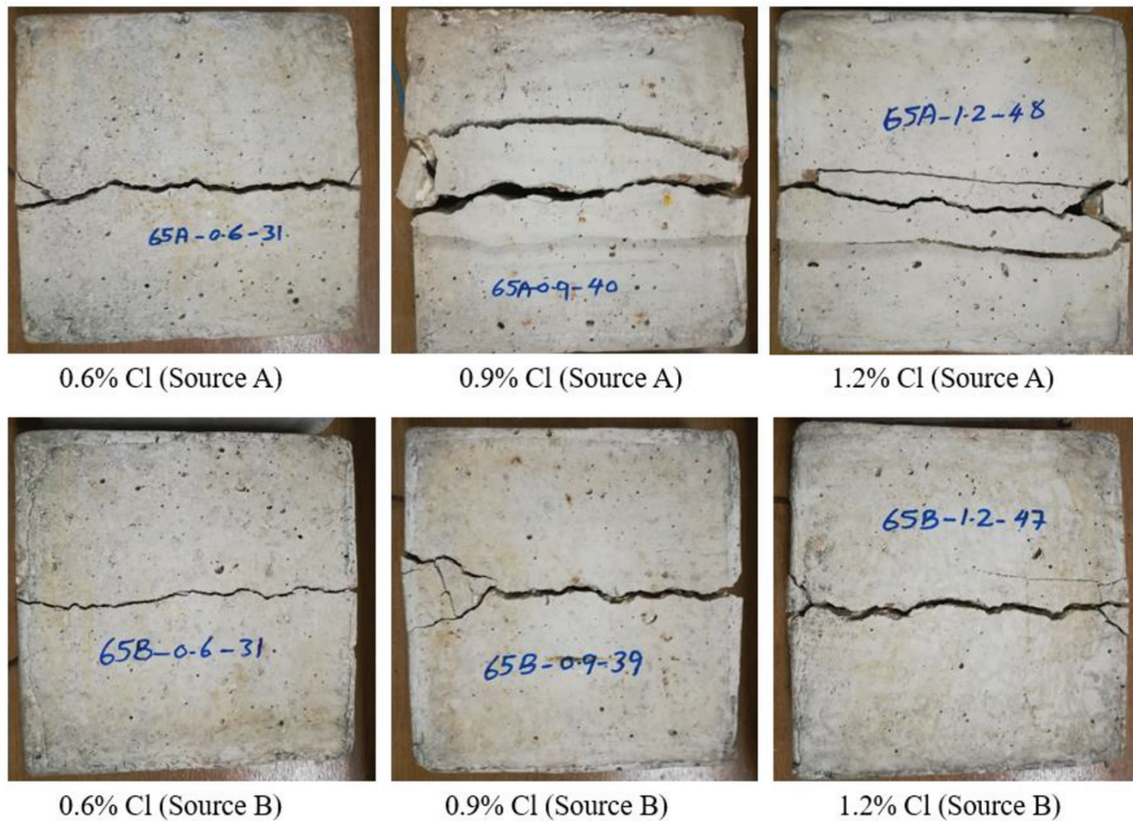 65A-0.6-31.
65A-0.9-40
65A-1.2-48
0.6% Cl (Source A)
0.9% Cl (Source A)
1.2% Cl (Source A)
65B-0.6-31.
65B-0.9-39
65B-1.2-47
0.6% Cl (Source B)
0.9% Cl (Source B)
1.2% Cl (Source B)